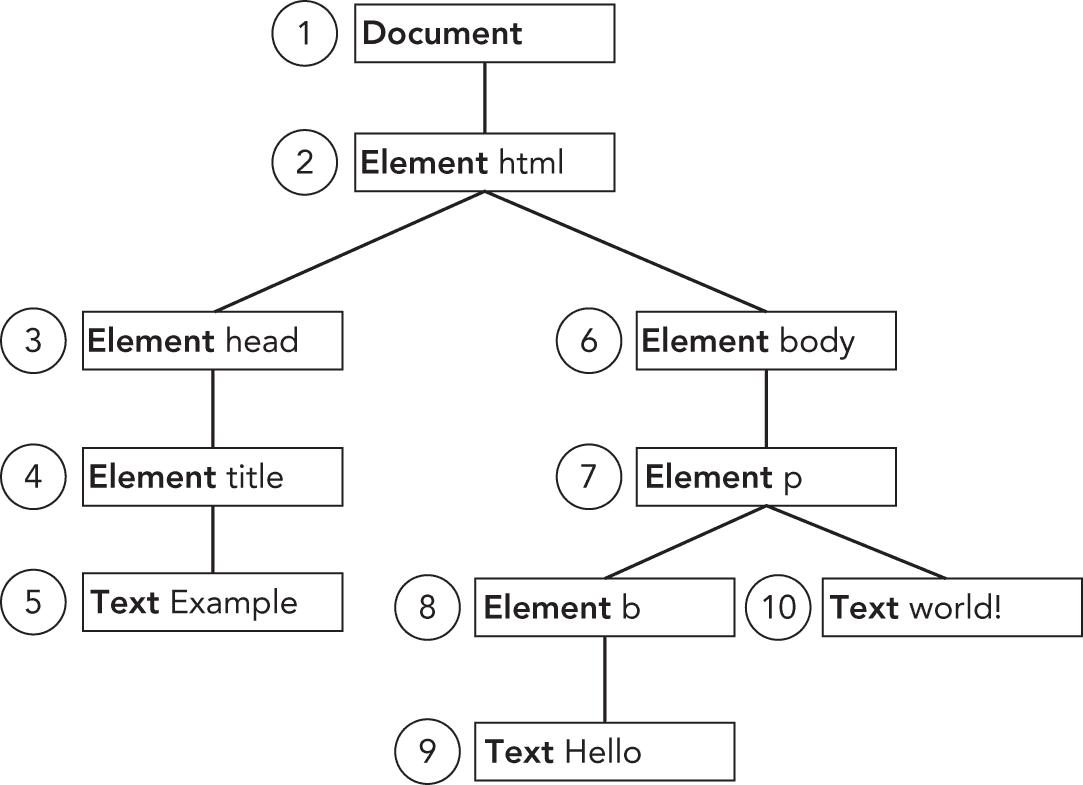 1 Document
2 Element html
3 Element head
6 Element body
4 Element title
7 Element p
5 Text Example
8 Element b
10 Text world!
9 Text Hello